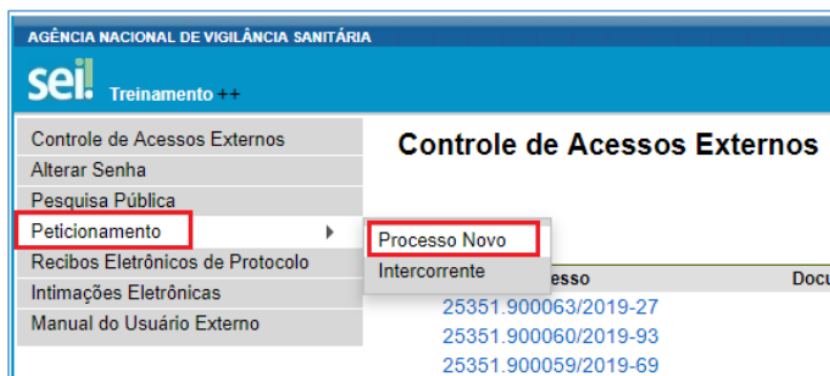 AGÊNCIA NACIONAL DE VIGILÂNCIA SANITÁRIA
sei!
Treinamento ++
Controle de Acessos Externos
Alterar Senha
Pesquisa Pública
Peticionamento
Recibos Eletrônicos de Protocolo
Intimações Eletrônicas
Manual do Usuário Externo
Processo Novo
Intercorrente
Controle de Acessos Externos
esso Docu
25351.900063/2019-27
25351.900060/2019-93
25351.900059/2019-69